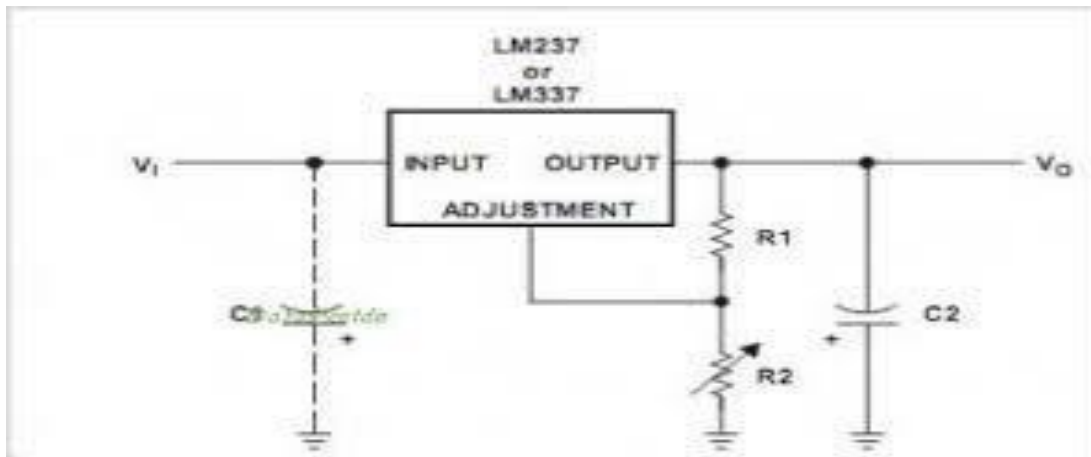 LM237
or
LM337
VI
INPUT OUTPUT
VO
ADJUSTMENT
R1
C2
+
+
R2